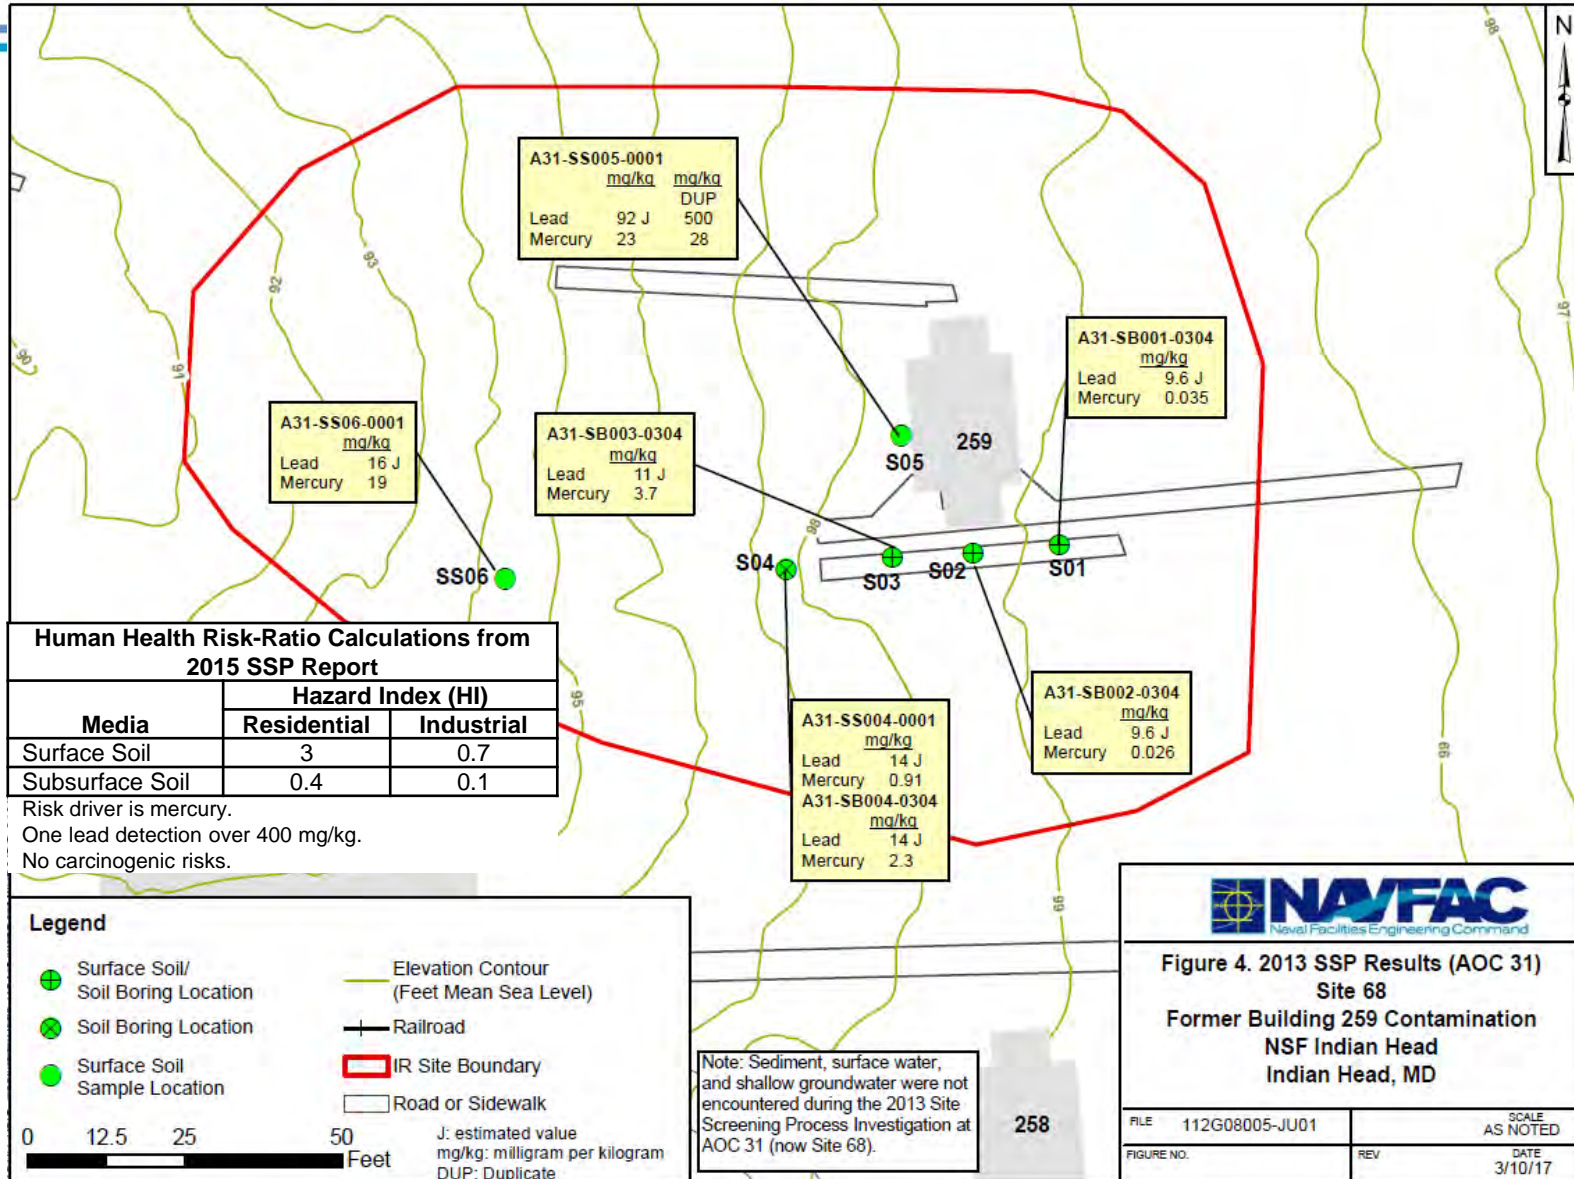 N
98
97
A31-SS005-0001
mg/kg mg/kg
DUP
Lead 92 J 500
Mercury 23 28
93
92
91
90
A31-SB001-0304
mg/kg
Lead 9.6 J
Mercury 0.035
A31-SS06-0001
mg/kg
Lead 16 J
Mercury 19
A31-SB003-0304
mg/kg
Lead 11 J
Mercury 3.7
259
S05
98
S04
S03
S02
S01
SS06
Human Health Risk-Ratio Calculations from
2015 SSP Report
Hazard Index (HI)
Media Residential Industrial
Surface Soil 3 0.7
Subsurface Soil 0.4 0.1
Risk driver is mercury.
One lead detection over 400 mg/kg.
No carcinogenic risks.
95
A31-SS004-0001
mg/kg
Lead 14 J
Mercury 0.91
A31-SB004-0304
mg/kg
Lead 14 J
Mercury 2.3
A31-SB002-0304
mg/kg
Lead 9.6 J
Mercury 0.026
99
99
Legend
Surface Soil/
Soil Boring Location
Soil Boring Location
Surface Soil
Sample Location
Elevation Contour
(Feet Mean Sea Level)
Railroad
IR Site Boundary
Road or Sidewalk
0 12.5 25 50
Feet
J: estimated value
mg/kg: milligram per kilogram
DUP: Duplicate
Note: Sediment, surface water,
and shallow groundwater were not
encountered during the 2013 Site
Screening Process Investigation at
AOC 31 (now Site 68).
258
NAVFAC
Naval Facilities Engineering Command
Figure 4. 2013 SSP Results (AOC 31)
Site 68
Former Building 259 Contamination
NSF Indian Head
Indian Head, MD
FILE 112G08005-JU01
SCALE
AS NOTED
FIGURE NO.
REV
DATE
3/10/17